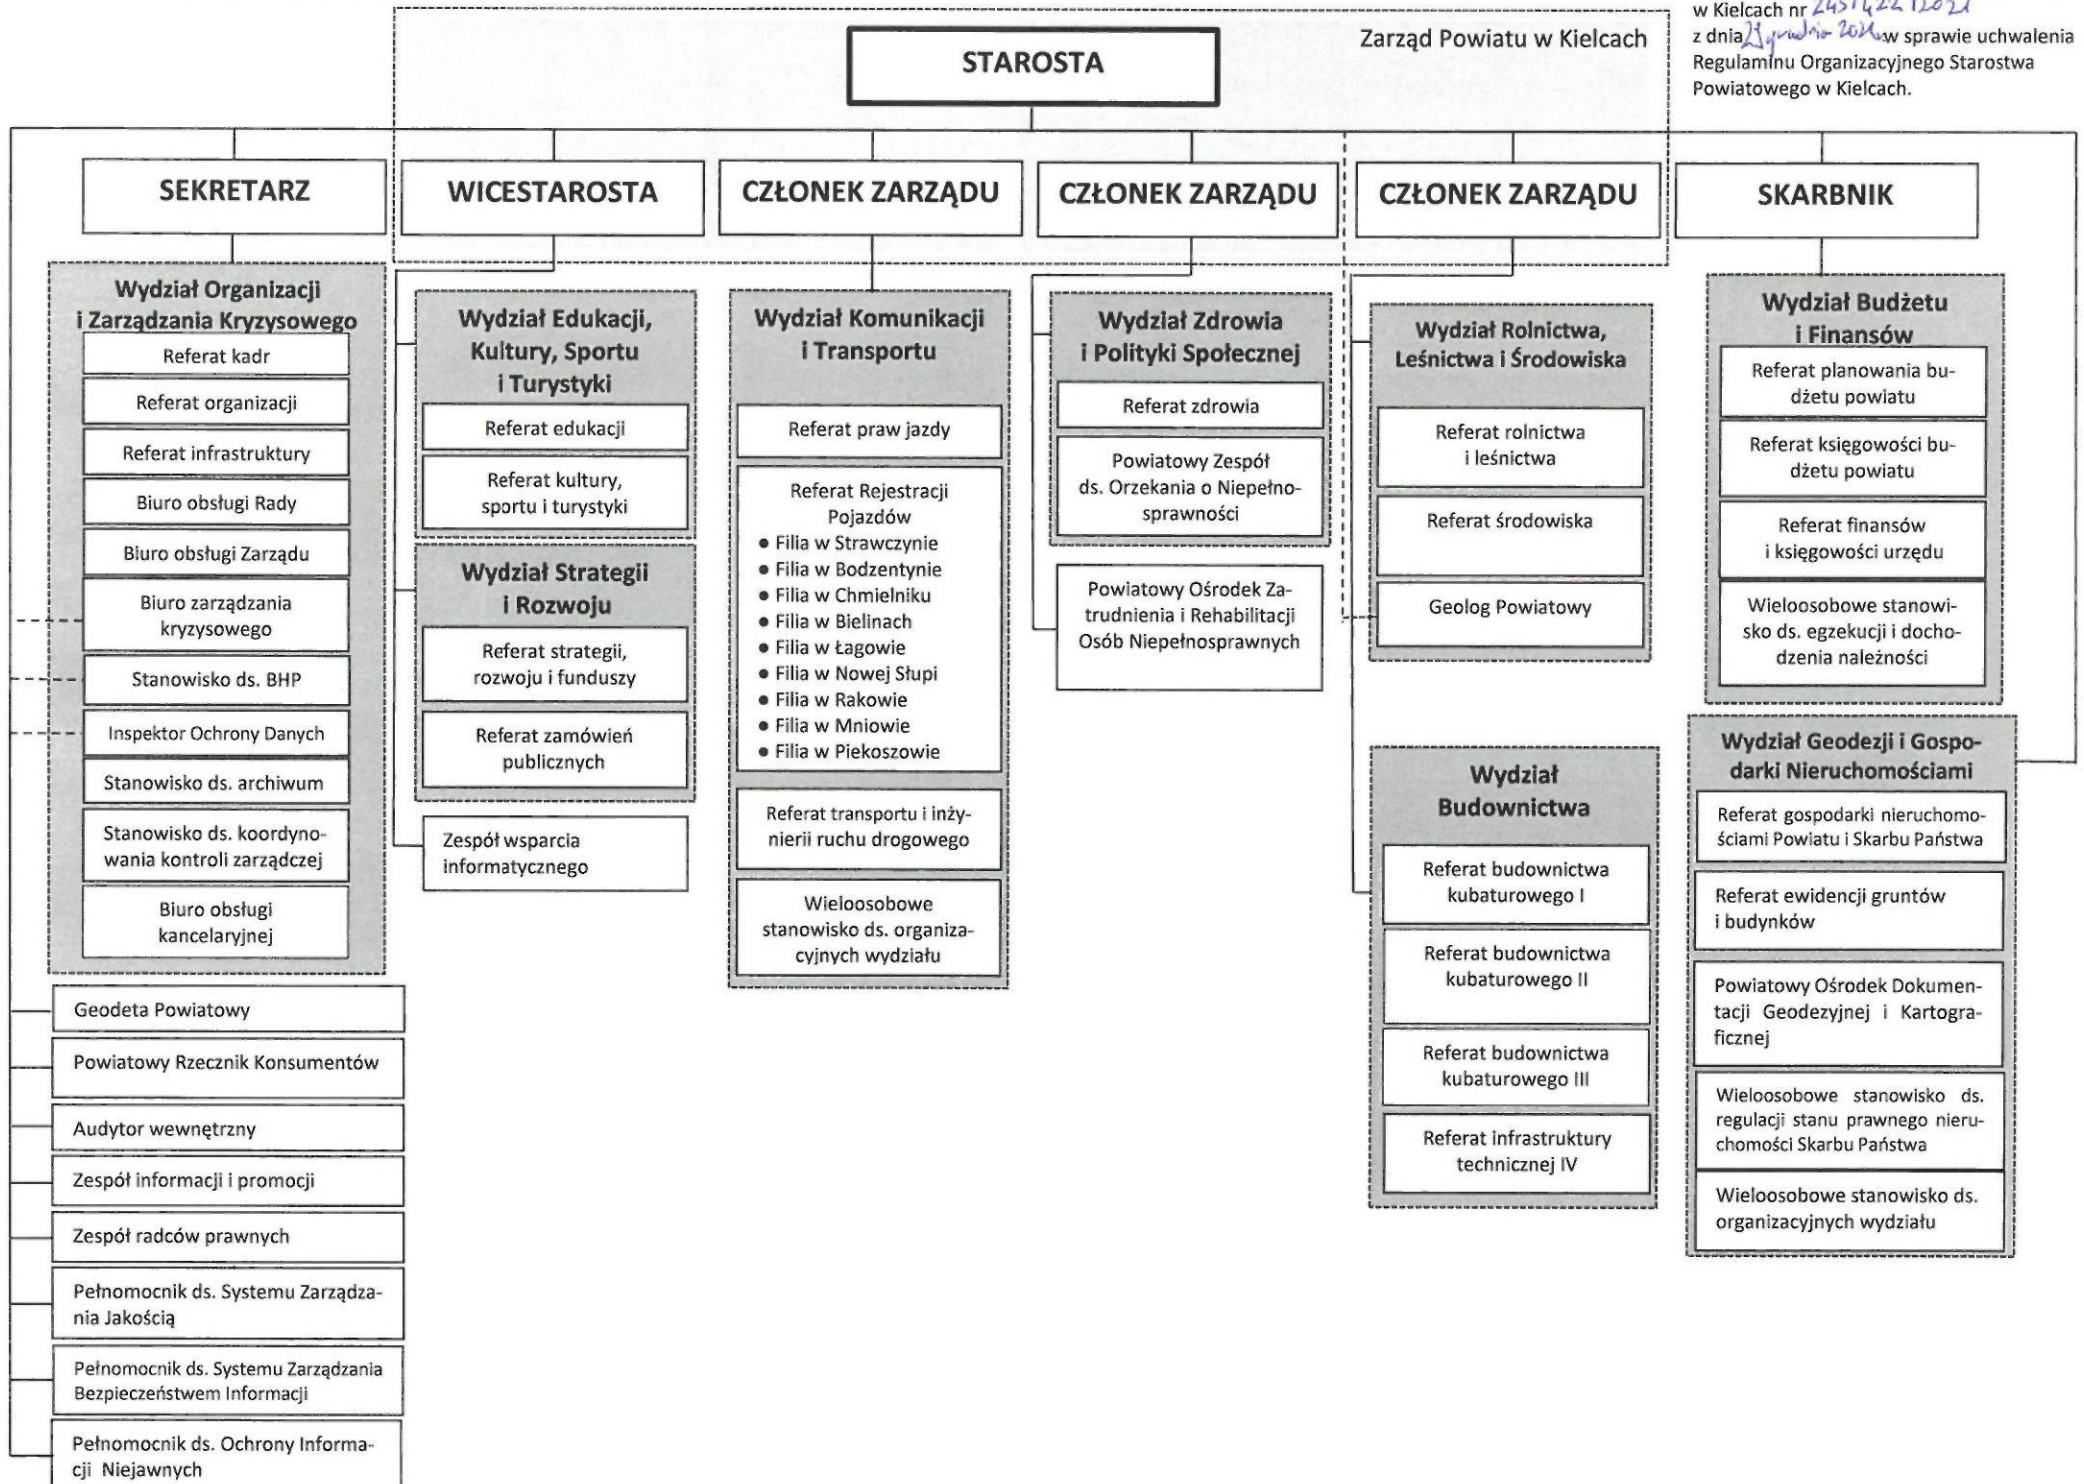 w Kielcach nr
z dnia w sprawie uchwalenia
Regulaminu Organizacyjnego Starostwa
Powiatowego w Kielcach.
Zarząd Powiatu w Kielcach
STAROSTA
SEKRETARZ
WICESTAROSTA
CZŁONEK ZARZĄDU
CZŁONEK ZARZĄDU
CZŁONEK ZARZĄDU
SKARBNIK
Wydział Organizacji
i Zarządzania Kryzysowego
Referat kadr
Referat organizacji
Referat infrastruktury
Biuro obsługi Rady
Biuro obsługi Zarządu
Biuro zarządzania
kryzysowego
Stanowisko ds. BHP
Inspektor Ochrony Danych
Stanowisko ds. archiwum
Stanowisko ds. koordyno-
wania kontroli zarządczej
Biuro obsługi
kancelaryjnej
Geodeta Powiatowy
Powiatowy Rzecznik Konsumentów
Audytor wewnętrzny
Zespół informacji i promocji
Zespół radców prawnych
Pełnomocnik ds. Systemu Zarządza-
nia Jakością
Pełnomocnik ds. Systemu Zarządzania
Bezpieczeństwem Informacji
Pełnomocnik ds. Ochrony Informa-
cji Niejawnych
Wydział Edukacji,
Kultury, Sportu
i Turystyki
Referat edukacji
Referat kultury,
sportu i turystyki
Wydział Strategii
i Rozwoju
Referat strategii,
rozwoju i funduszy
Referat zamówień
publicznych
Zespół wsparcia
informatycznego
Wydział Komunikacji
i Transportu
Referat praw jazdy
Referat Rejestracji
Pojazdów
● Filia w Strawczynie
● Filia w Bodzentynie
● Filia w Chmielniku
● Filia w Bielinach
● Filia w Łagowie
● Filia w Nowej Słupi
● Filia w Rakowie
● Filia w Mniowie
● Filia w Piekoszowie
Referat transportu i inży-
nierii ruchu drogowego
Wieloosobowe
stanowisko ds. organiza-
cyjnych wydziału
Wydział Zdrowia
i Polityki Społecznej
Referat zdrowia
Powiatowy Zespół
ds. Orzekania o Niepełno-
sprawności
Powiatowy Ośrodek Za-
trudnienia i Rehabilitacji
Osób Niepełnosprawnych
Wydział Rolnictwa,
Leśnictwa i Środowiska
Referat rolnictwa
i leśnictwa
Referat środowiska
Geolog Powiatowy
Wydział
Budownictwa
Referat budownictwa
kubaturowego I
Referat budownictwa
kubaturowego II
Referat budownictwa
kubaturowego III
Referat infrastruktury
technicznej IV
Wydział Budżetu
i Finansów
Referat planowania bu-
dżetu powiatu
Referat księgowości bu-
dżetu powiatu
Referat finansów
i księgowości urzędu
Wieloosobowe stanowi-
sko ds. egzekucji i docho-
dzenia należności
Wydział Geodezji i Gospo-
darki Nieruchomościami
Referat gospodarki nieruchomo-
ściami Powiatu i Skarbu Państwa
Referat ewidencji gruntów
i budynków
Powiatowy Ośrodek Dokumen-
tacji Geodezyjnej i Kartogra-
ficznej
Wieloosobowe stanowisko ds.
regulacji stanu prawnego nieru-
chomości Skarbu Państwa
Wieloosobowe stanowisko ds.
organizacyjnych wydziału